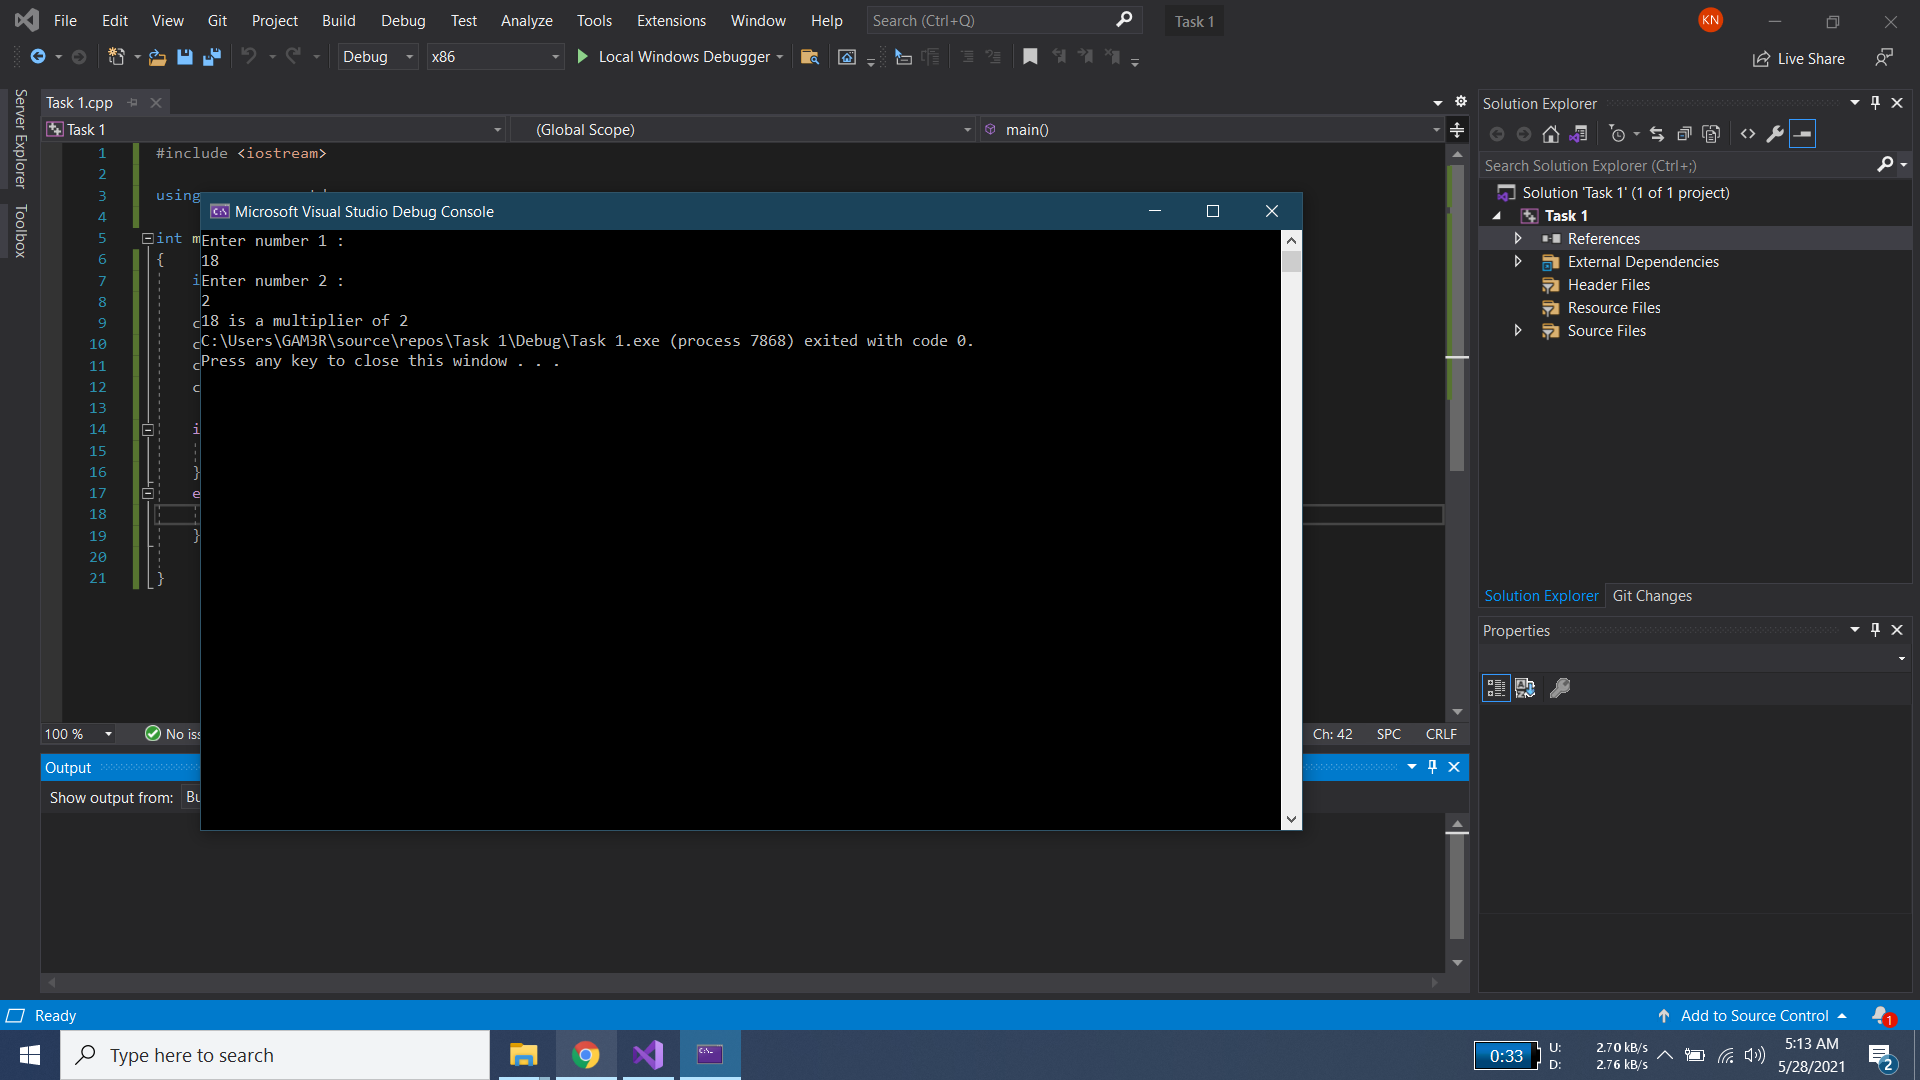 File Edit View Git Project Build Debug Test Analyze Tools Extensions Window Help Search (Ctrl+Q) Task 1 KN
Debug x86 Local Windows Debugger Live Share
Server Explorer
Toolbox
Task 1.cpp
Task 1 (Global Scope) main()
1 #include <iostream>
2
3 using
4
5 int m
6 {
7 i
8
9 c
10 c
11 c
12 c
13
14 i
15
16 }
17 e
18
19 }
20
21 }
Microsoft Visual Studio Debug Console
Enter number 1 :
18
Enter number 2 :
2
18 is a multiplier of 2
C:\Users\GAM3R\source\repos\Task 1\Debug\Task 1.exe (process 7868) exited with code 0.
Press any key to close this window . . .
100 % No iss Ch: 42 SPC CRLF
Output
Show output from: Bu
Solution Explorer
Search Solution Explorer (Ctrl+;)
Solution 'Task 1' (1 of 1 project)
Task 1
References
External Dependencies
Header Files
Resource Files
Source Files
Solution Explorer Git Changes
Properties
Ready Add to Source Control 1
Type here to search
0:33 U: 2.70 kB/s
D: 2.76 kB/s
5:13 AM
5/28/2021
2